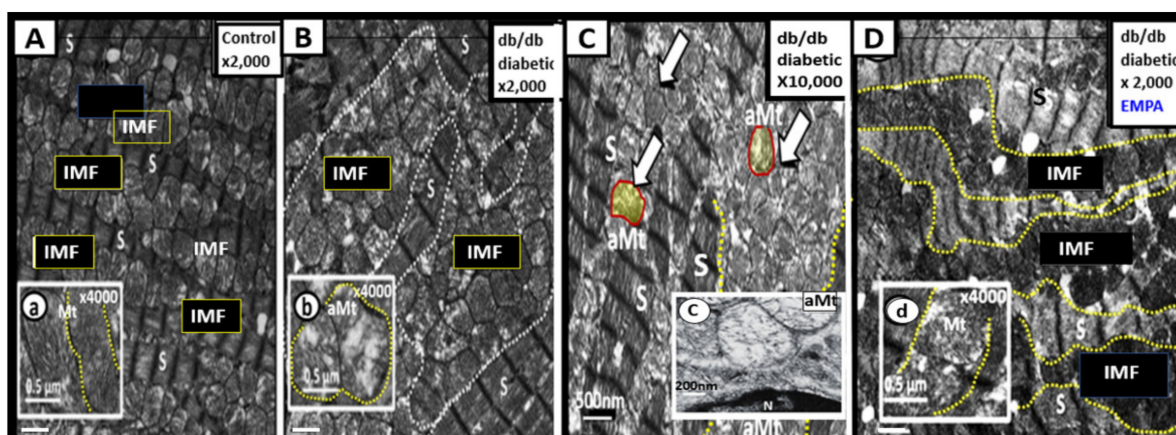 A
Control
x2,000
S
IMF
IMF
S
IMF
S
IMF
IMF
S
a
x4000
Mt
0.5 µm
B
db/db
diabetic
x2,000
S
IMF
S
IMF
S
b
x4000
aMt
0.5 µm
S
C
db/db
diabetic
X10,000
aMt
S
aMt
S
c
aMt
200nm
N
500nm
aMt
D
db/db
diabetic
x 2,000
EMPA
S
IMF
IMF
d
x4000
Mt
0.5 µm
S
IMF
S